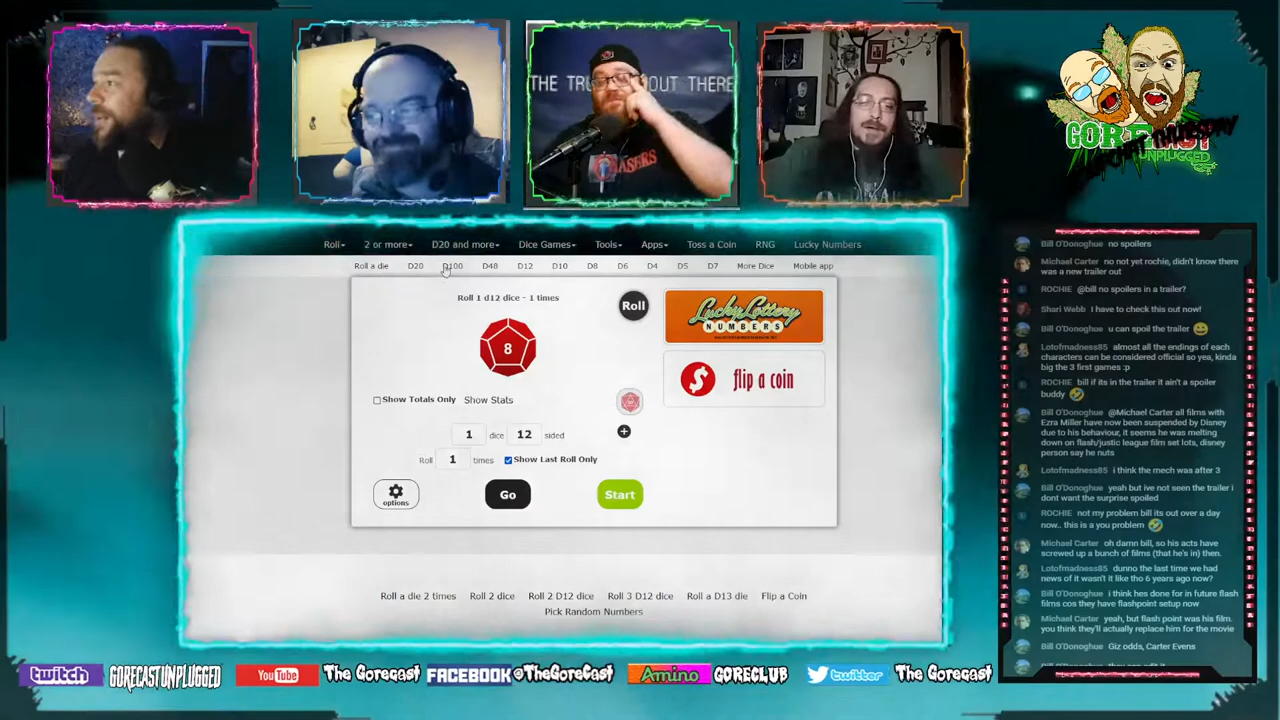 THE TRU OUT THERE
ASERS
GORE
UNPLUGGED
Roll
2 or more
D20 and more
Dice Games
Tools
Apps
Toss a Coin
RNG
Lucky Numbers
Roll a die
D20
D100
D48
D12
D10
D8
D6
D4
D5
D7
More Dice
Mobile app
Roll 1 d12 dice - 1 times
Roll
8
Lucky Lottery
NUMBERS
$ flip a coin
Show Totals Only
Show Stats
1 dice 12 sided
Roll 1 times
Show Last Roll Only
options
Go
Start
Roll a die 2 times
Roll 2 dice
Roll 2 D12 dice
Roll 3 D12 dice
Roll a D13 die
Flip a Coin
Pick Random Numbers
Bill O'Donoghue no spoilers
Michael Carter no not yet rochie, didn't know there
was a new trailer out
ROCHIE @bill no spoilers in a trailer?
Shari Webb I have to check this out now!
Bill O'Donoghue u can spoil the trailer 😄
Lotofmadness85 almost all the endings of each
characters can be considered official so yea, kinda
big the 3 first games :p
ROCHIE bill if its in the trailer it ain't a spoiler
buddy 🤣
Bill O'Donoghue @Michael Carter all films with
Ezra Miller have now been suspended by Disney
due to his behaviour, it seems he was melting
down on flash/justic league film set lots, disney
person say he nuts
Lotofmadness85 i think the mech was after 3
Bill O'Donoghue yeah but ive not seen the trailer i
dont want the surprise spoiled
ROCHIE not my problem bill its out over a day
now.. this is a you problem 🤣
Michael Carter oh damn bill, so his acts have
screwed up a bunch of films (that he's in) then.
Lotofmadness85 dunno the last time we had
news of it wasn't it like tho 6 years ago now?
Bill O'Donoghue i think hes done for in future flash
films cos they have flashpoint setup now
Michael Carter yeah, but flash point was his film.
you think they'll actually replace him for the movie
Bill O'Donoghue Giz odds, Carter Evens
twitch GORECASTUNPLUGGED
YouTube The Gorecast
FACEBOOK @TheGoreCast
Amino GORECLUB
twitter The Gorecast